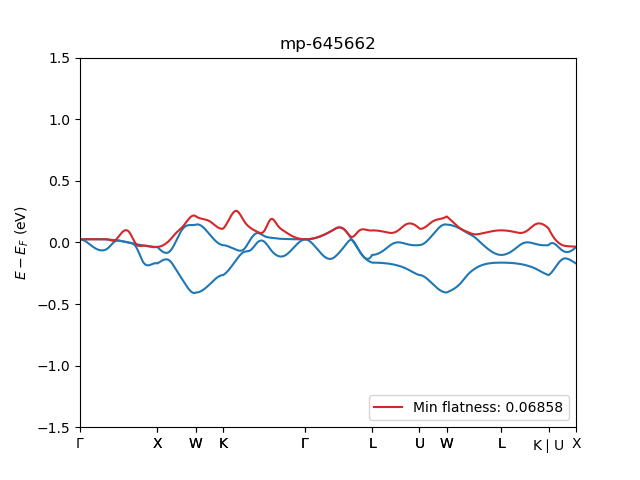 mp-645662
E − E_F (eV)
1.5
1.0
0.5
0.0
−0.5
−1.0
−1.5
Min flatness: 0.06858
Γ X W K Γ L U W L K | U X